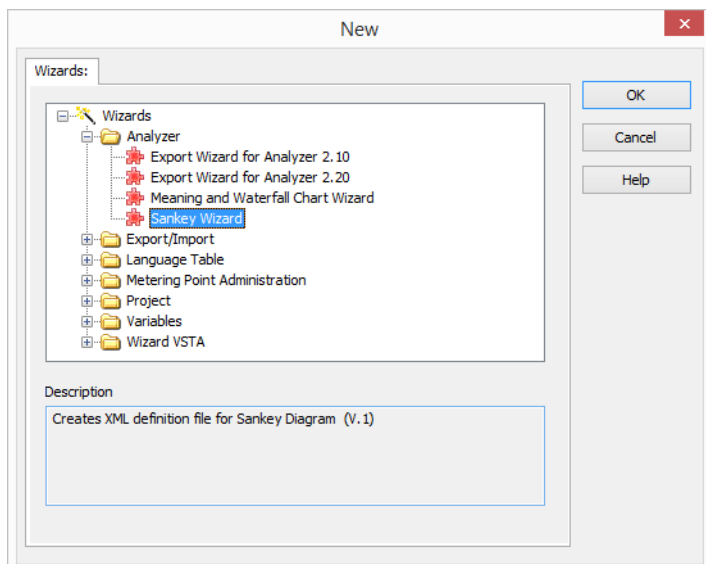 New
Wizards:
Wizards
Analyzer
Export Wizard for Analyzer 2.10
Export Wizard for Analyzer 2.20
Meaning and Waterfall Chart Wizard
Sankey Wizard
Export/Import
Language Table
Metering Point Administration
Project
Variables
Wizard VSTA
OK
Cancel
Help
Description
Creates XML definition file for Sankey Diagram (V.1)